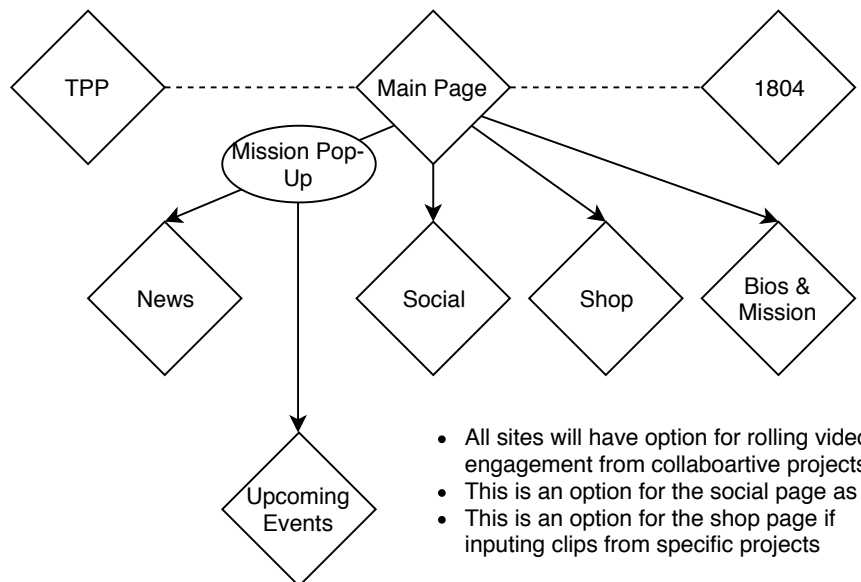 TPP
Main Page
1804
Mission Pop-
Up
News
Social
Shop
Bios &
Mission
Upcoming
Events
• All sites will have option for rolling video
engagement from collaboartive projects
• This is an option for the social page as
• This is an option for the shop page if
inputing clips from specific projects